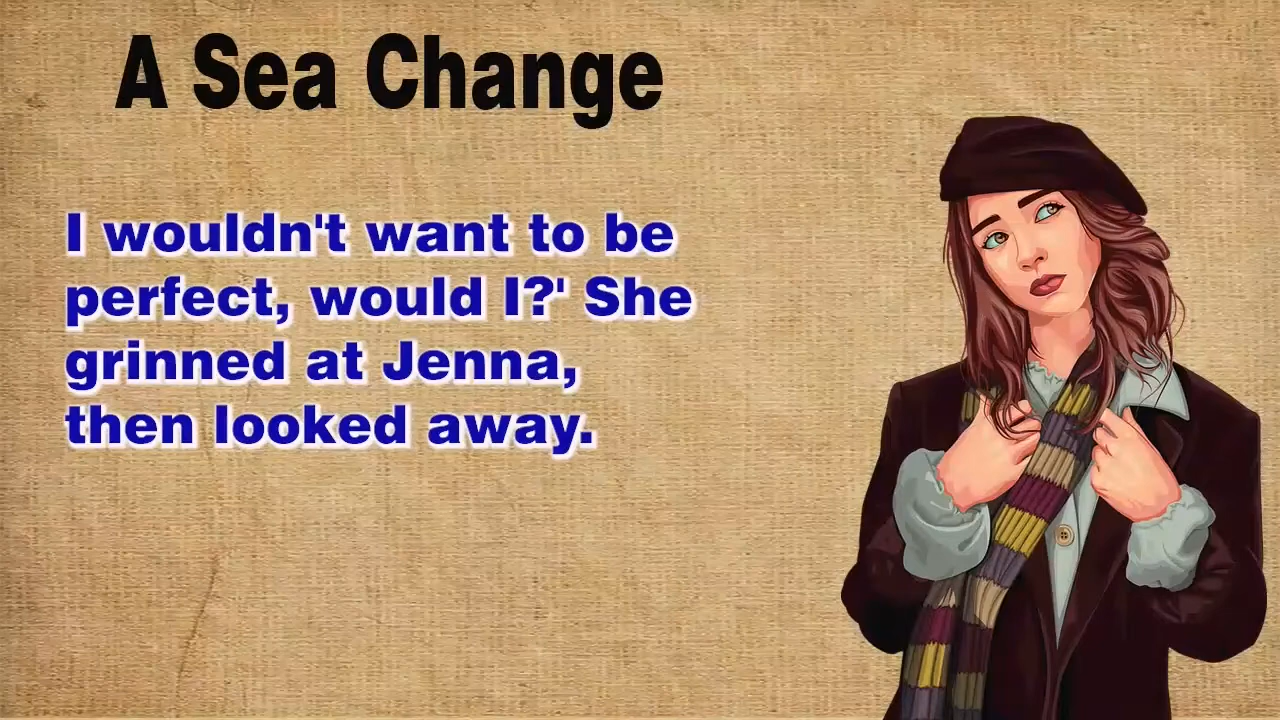 A Sea Change
I wouldn't want to be
perfect, would I?' She
grinned at Jenna,
then looked away.